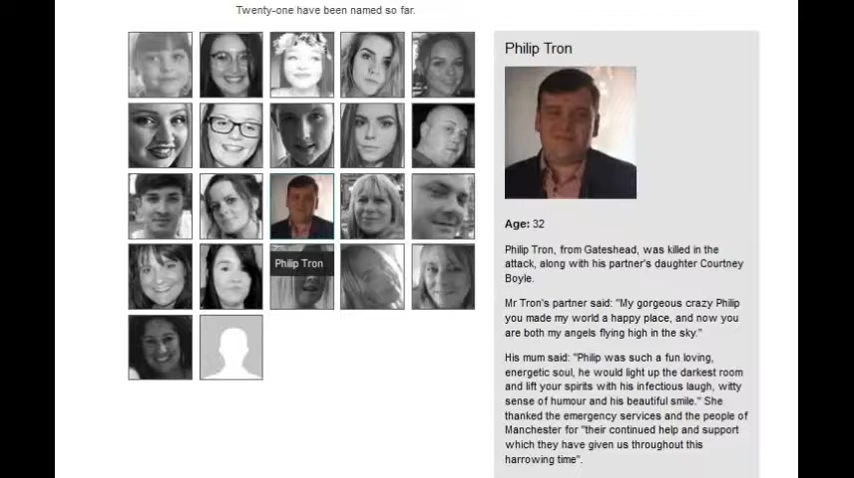 Twenty-one have been named so far.
Philip Tron
Philip Tron
Age: 32
Philip Tron, from Gateshead, was killed in the
attack, along with his partner's daughter Courtney
Boyle.
Mr Tron's partner said: "My gorgeous crazy Philip
you made my world a happy place, and now you
are both my angels flying high in the sky."
His mum said: "Philip was such a fun loving,
energetic soul, he would light up the darkest room
and lift your spirits with his infectious laugh, witty
sense of humour and his beautiful smile." She
thanked the emergency services and the people of
Manchester for "their continued help and support
which they have given us throughout this
harrowing time".